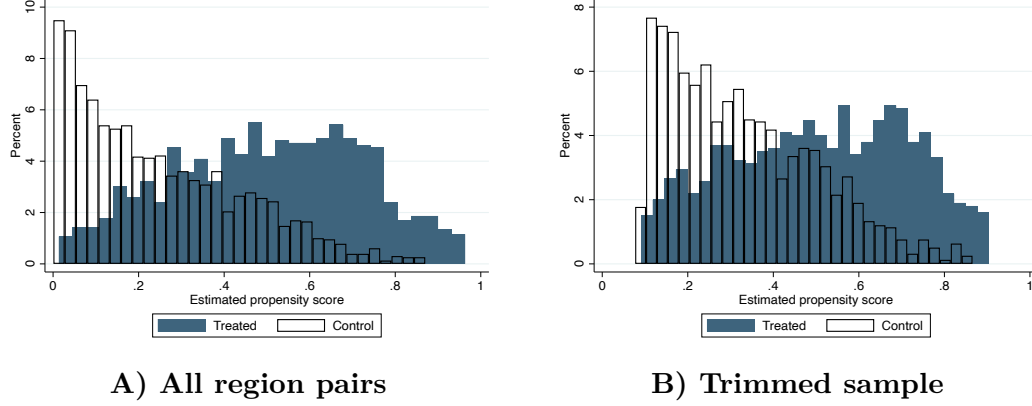 10
8
6
4
2
0
Percent
0
.2
.4
.6
.8
1
Estimated propensity score
Treated
Control
A) All region pairs
8
6
4
2
0
Percent
0
.2
.4
.6
.8
1
Estimated propensity score
Treated
Control
B) Trimmed sample